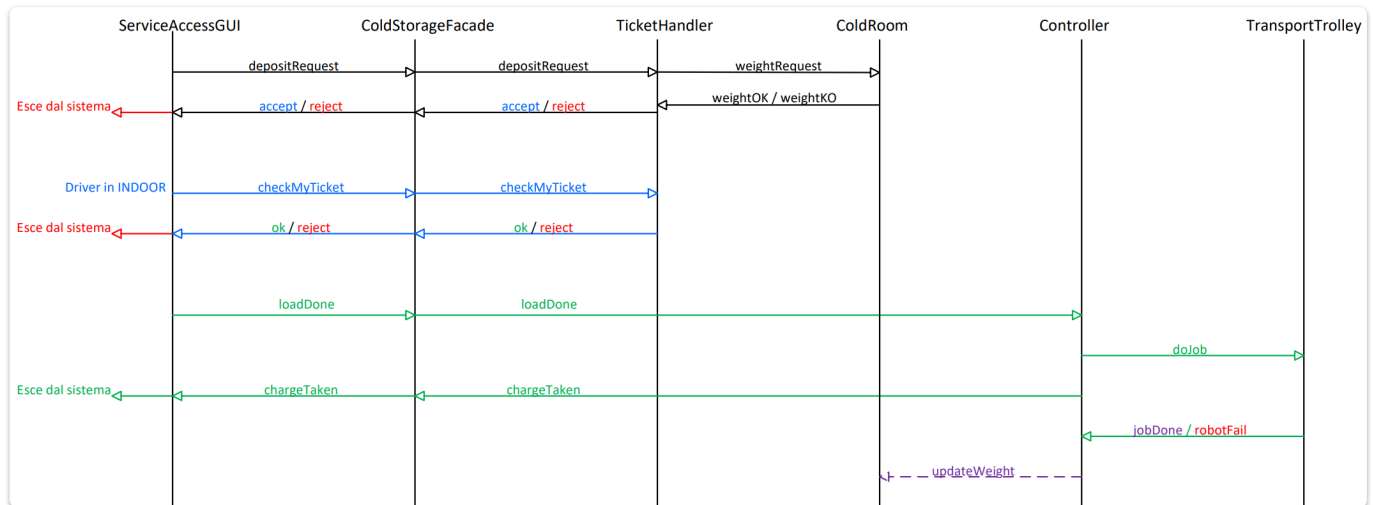 ServiceAccessGUI ColdStorageFacade TicketHandler ColdRoom Controller TransportTrolley
depositRequest depositRequest weightRequest
Esce dal sistema accept / reject accept / reject weightOK / weightKO
Driver in INDOOR checkMyTicket checkMyTicket
Esce dal sistema ok / reject ok / reject
loadDone loadDone
doJob
Esce dal sistema chargeTaken chargeTaken
jobDone / robotFail
updateWeight